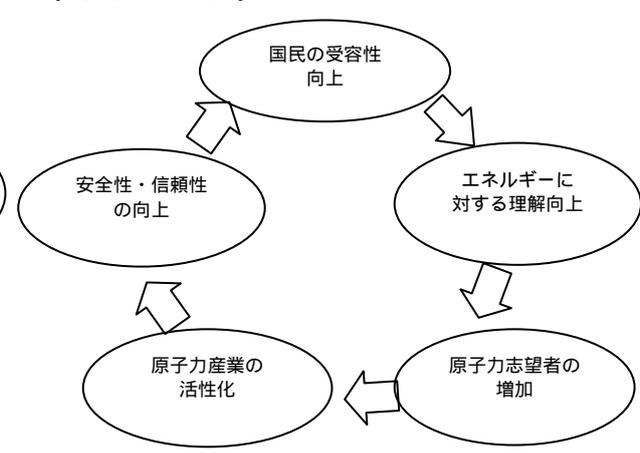 国民の受容性
向上
エネルギーに
対する理解向上
原子力志望者の
増加
原子力産業の
活性化
安全性・信頼性
の向上